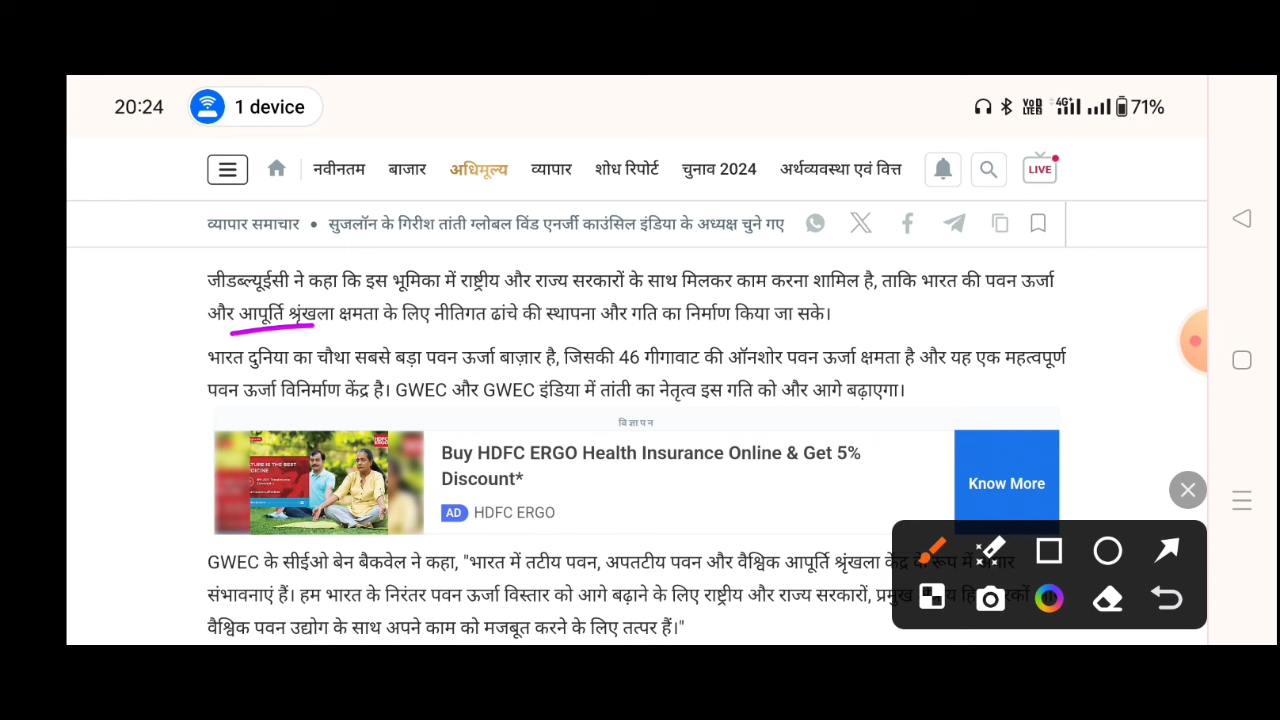 20:24 1 device VoD LTER 4G+ 71%
नवीनतम बाजार अधिमूल्य व्यापार शोध रिपोर्ट चुनाव 2024 अर्थव्यवस्था एवं वित्त LIVE
व्यापार समाचार • सुजलॉन के गिरीश तांती ग्लोबल विंड एनर्जी काउंसिल इंडिया के अध्यक्ष चुने गए
जीडब्ल्यूईसी ने कहा कि इस भूमिका में राष्ट्रीय और राज्य सरकारों के साथ मिलकर काम करना शामिल है, ताकि भारत की पवन ऊर्जा
और आपूर्ति श्रृंखला क्षमता के लिए नीतिगत ढांचे की स्थापना और गति का निर्माण किया जा सके।
भारत दुनिया का चौथा सबसे बड़ा पवन ऊर्जा बाज़ार है, जिसकी 46 गीगावाट की ऑनशोर पवन ऊर्जा क्षमता है और यह एक महत्वपूर्ण
पवन ऊर्जा विनिर्माण केंद्र है। GWEC और GWEC इंडिया में तांती का नेतृत्व इस गति को और आगे बढ़ाएगा।
विज्ञापन
Buy HDFC ERGO Health Insurance Online & Get 5%
Discount*
AD HDFC ERGO
Know More
GWEC के सीईओ बेन बैकवेल ने कहा, "भारत में तटीय पवन, अपतटीय पवन और वैश्विक आपूर्ति श्रृंखला केंद्र के रूप में अपार
संभावनाएं हैं। हम भारत के निरंतर पवन ऊर्जा विस्तार को आगे बढ़ाने के लिए राष्ट्रीय और राज्य सरकारों, प्रमुख
वैश्विक पवन उद्योग के साथ अपने काम को मजबूत करने के लिए तत्पर हैं।"